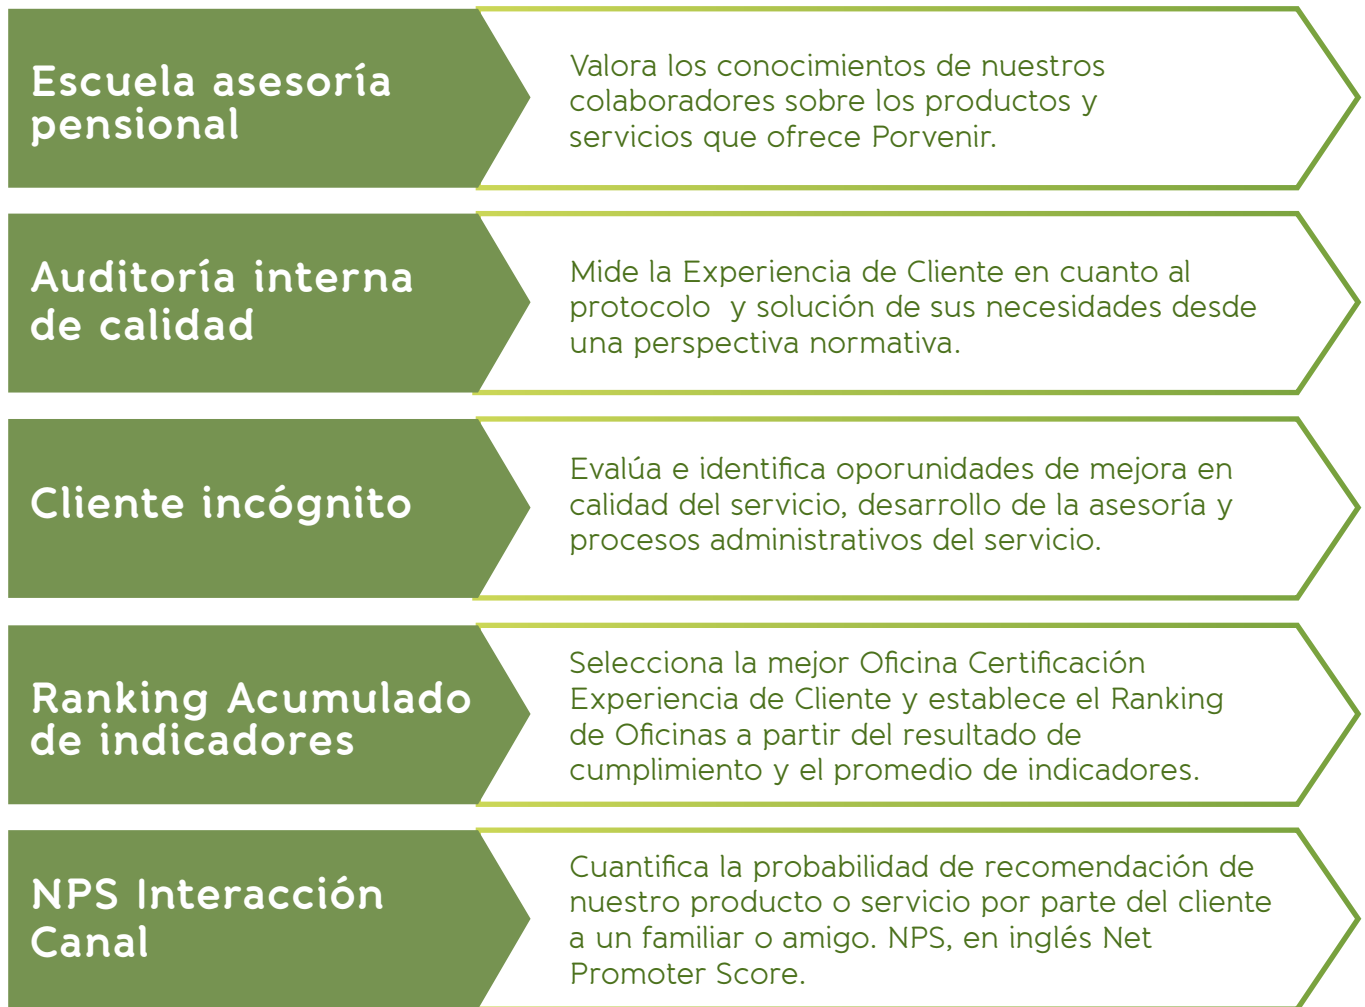 Escuela asesoría
pensional
Valora los conocimientos de nuestros
colaboradores sobre los productos y
servicios que ofrece Porvenir.
Auditoría interna
de calidad
Mide la Experiencia de Cliente en cuanto al
protocolo  y solución de sus necesidades desde
una perspectiva normativa.
Cliente incógnito
Evalúa e identifica oporunidades de mejora en
calidad del servicio, desarrollo de la asesoría y
procesos administrativos del servicio.
Ranking Acumulado
de indicadores
Selecciona la mejor Oficina Certificación
Experiencia de Cliente y establece el Ranking
de Oficinas a partir del resultado de
cumplimiento y el promedio de indicadores.
NPS Interacción
Canal
Cuantifica la probabilidad de recomendación de
nuestro producto o servicio por parte del cliente
a un familiar o amigo. NPS, en inglés Net
Promoter Score.